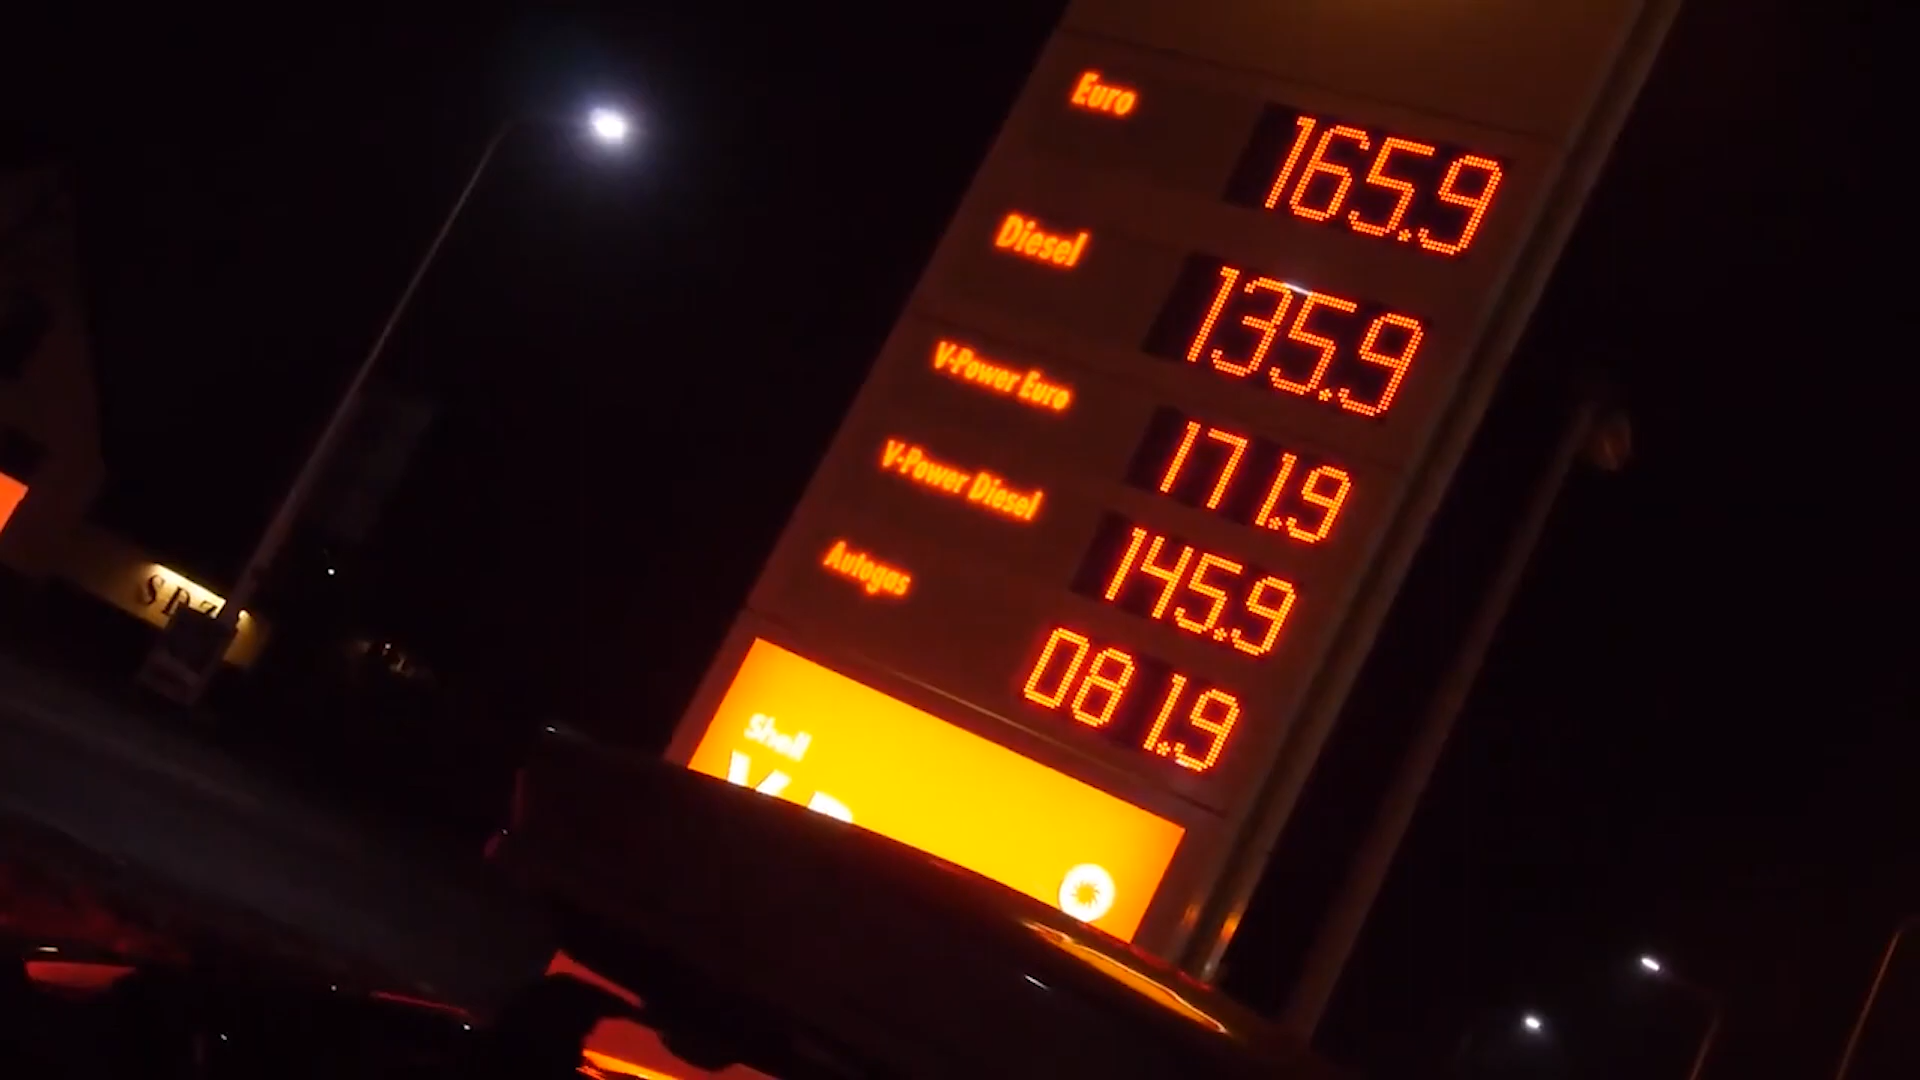 Euro 165.9
Diesel 135.9
V-Power Euro 171.9
V-Power Diesel 145.9
Autogas 081.9
Shell